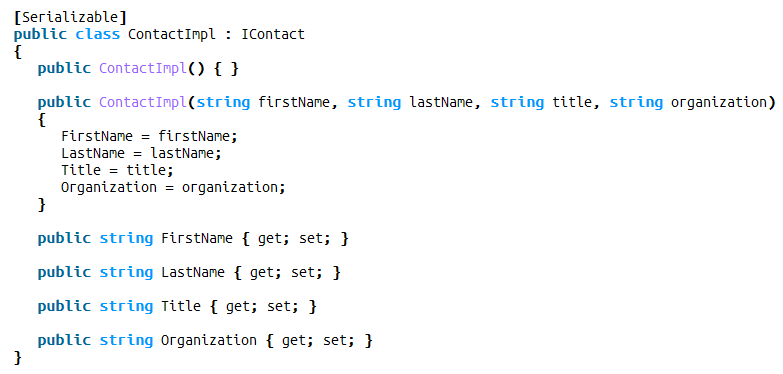 [Serializable]
public class ContactImpl : IContact
{
public ContactImpl() { }
public ContactImpl(string firstName, string lastName, string title, string organization)
{
FirstName = firstName;
LastName = lastName;
Title = title;
Organization = organization;
}
public string FirstName { get; set; }
public string LastName { get; set; }
public string Title { get; set; }
public string Organization { get; set; }
}